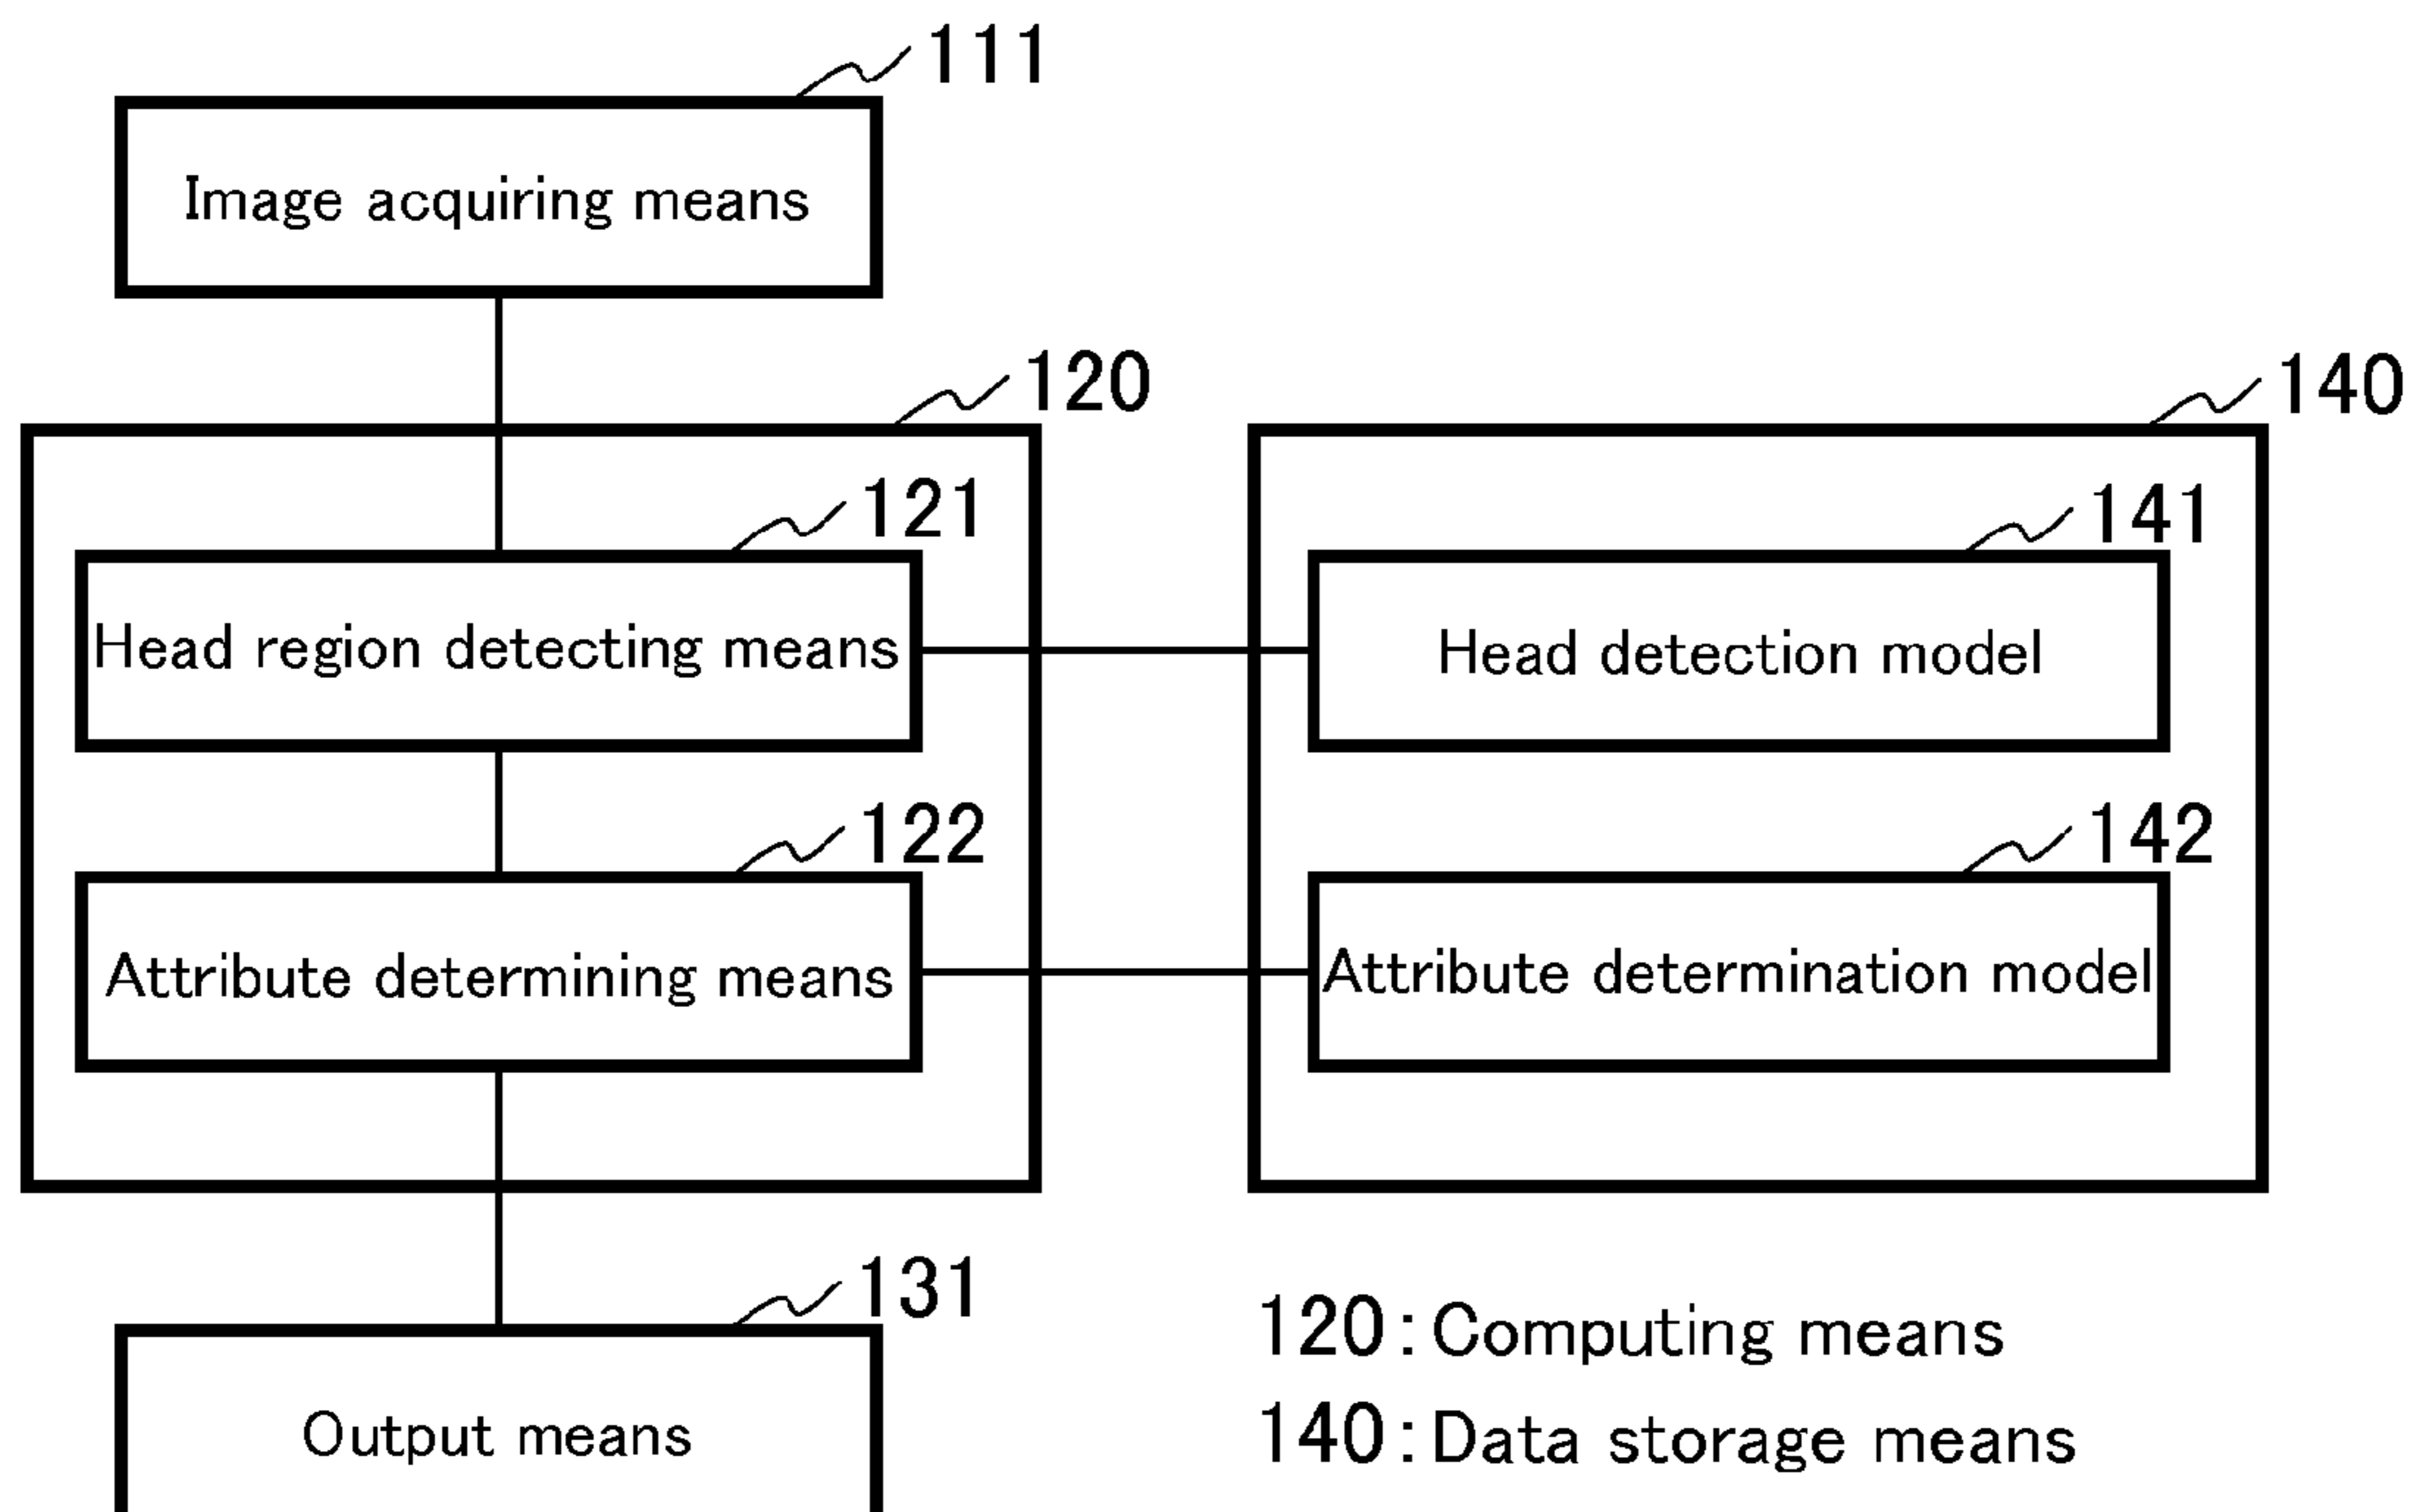 111
Image acquiring means
120
140
121
141
Head region detecting means
Head detection model
122
142
Attribute determining means
Attribute determination model
131
Output means
120:Computing means
140:Data storage means